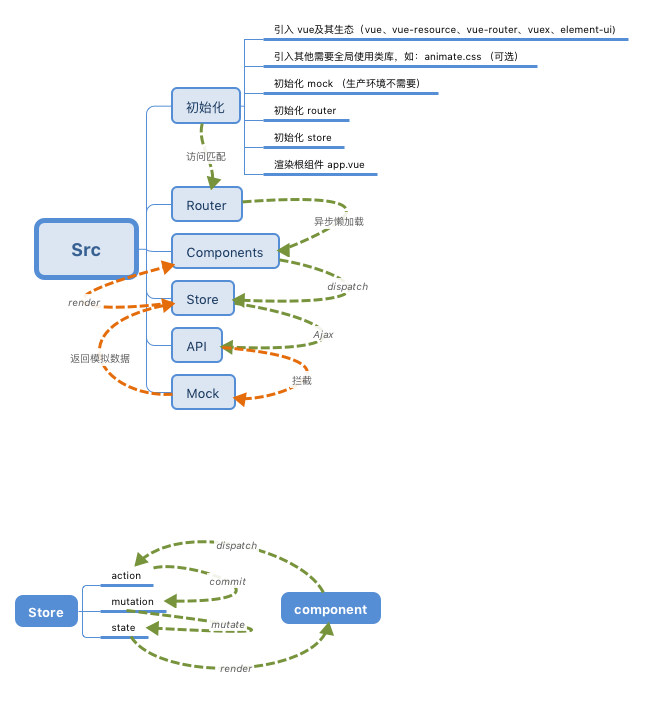 引入 vue及其生态（vue、vue-resource、vue-router、vuex、element-ui）
引入其他需要全局使用类库，如：animate.css （可选）
初始化 mock （生产环境不需要）
初始化
初始化 router
初始化 store
访问匹配
渲染根组件 app.vue
Router
异步懒加载
Src
Components
dispatch
render
Store
Ajax
API
返回模拟数据
拦截
Mock
dispatch
action
commit
mutation
Store
component
mutate
state
render